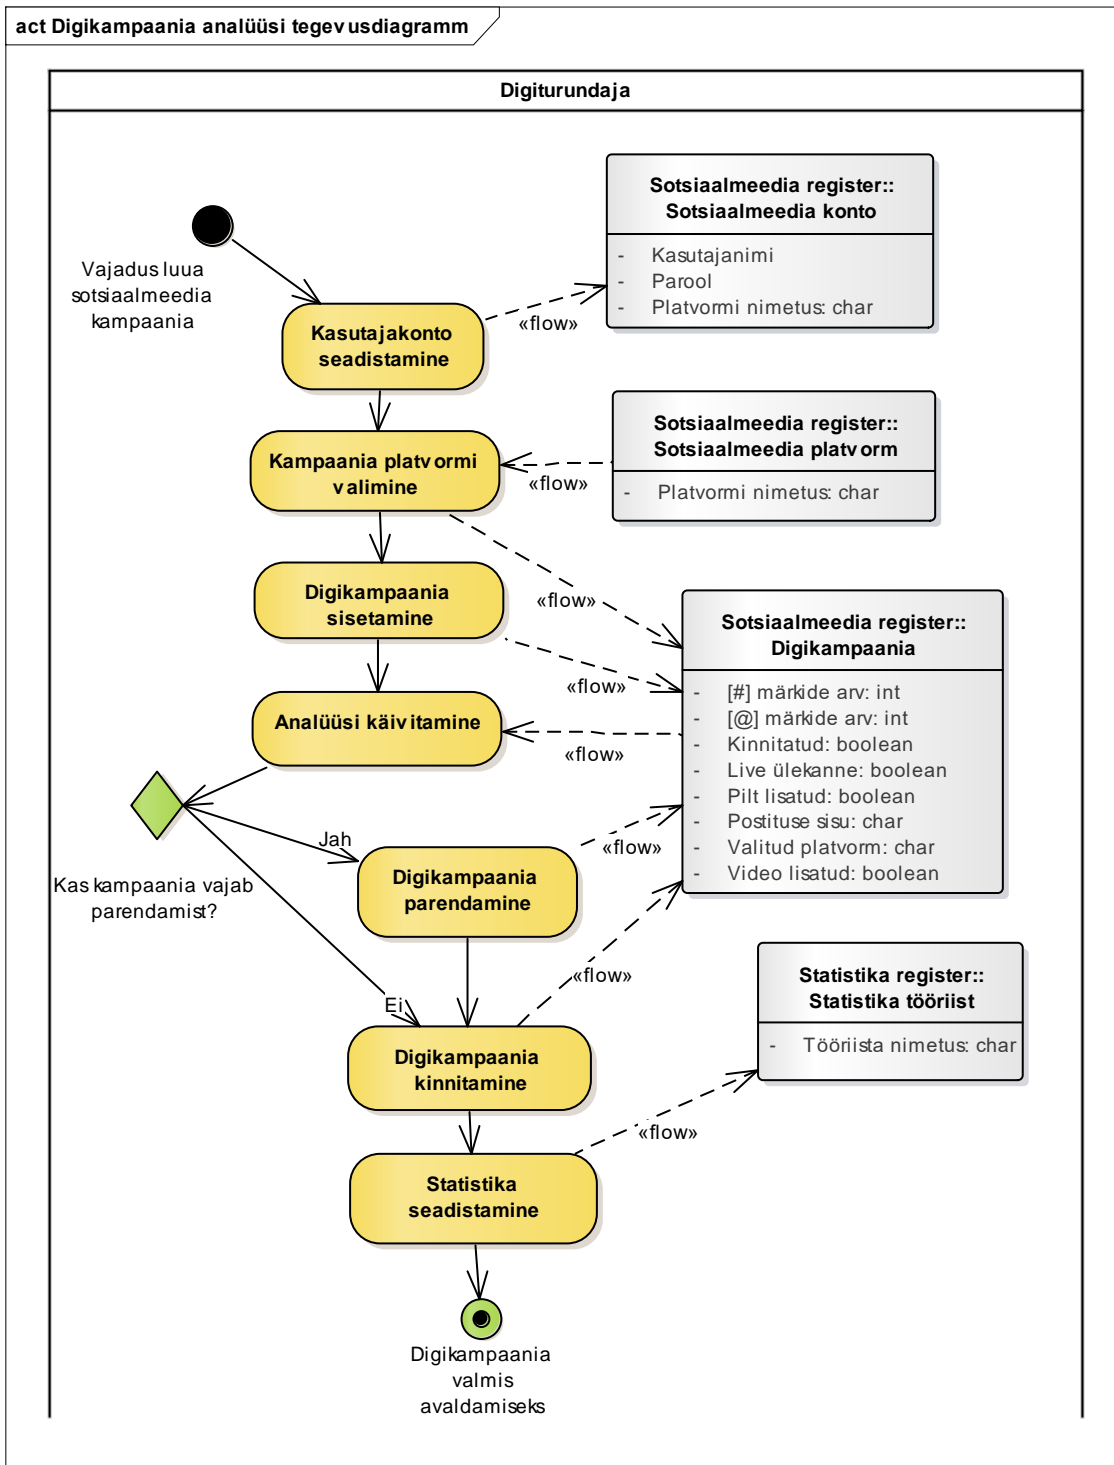 act Digikampaania analüüsi tegevusdiagramm
Digiturundaja
Vajadus luua
sotsiaalmeedia
kampaania
Sotsiaalmeedia register::
Sotsiaalmeedia konto
- Kasutajanimi
- Parool
- Platvormi nimetus: char
«flow»
Kasutajakonto
seadistamine
Sotsiaalmeedia register::
Sotsiaalmeedia platvorm
- Platvormi nimetus: char
Kampaania platvormi
valimine
«flow»
Digikampaania
sisetamine
«flow»
Sotsiaalmeedia register::
Digikampaania
- [#] märkide arv: int
- [@] märkide arv: int
- Kinnitatud: boolean
- Live ülekanne: boolean
- Pilt lisatud: boolean
- Postituse sisu: char
- Valitud platvorm: char
- Video lisatud: boolean
«flow»
Analüüsi käivitamine
«flow»
Jah
«flow»
Kas kampaania vajab
parendamist?
Digikampaania
parendamine
«flow»
Ei
Statistika register::
Statistika tööriist
- Tööriista nimetus: char
Digikampaania
kinnitamine
«flow»
Statistika
seadistamine
Digikampaania
valmis
avaldamiseks